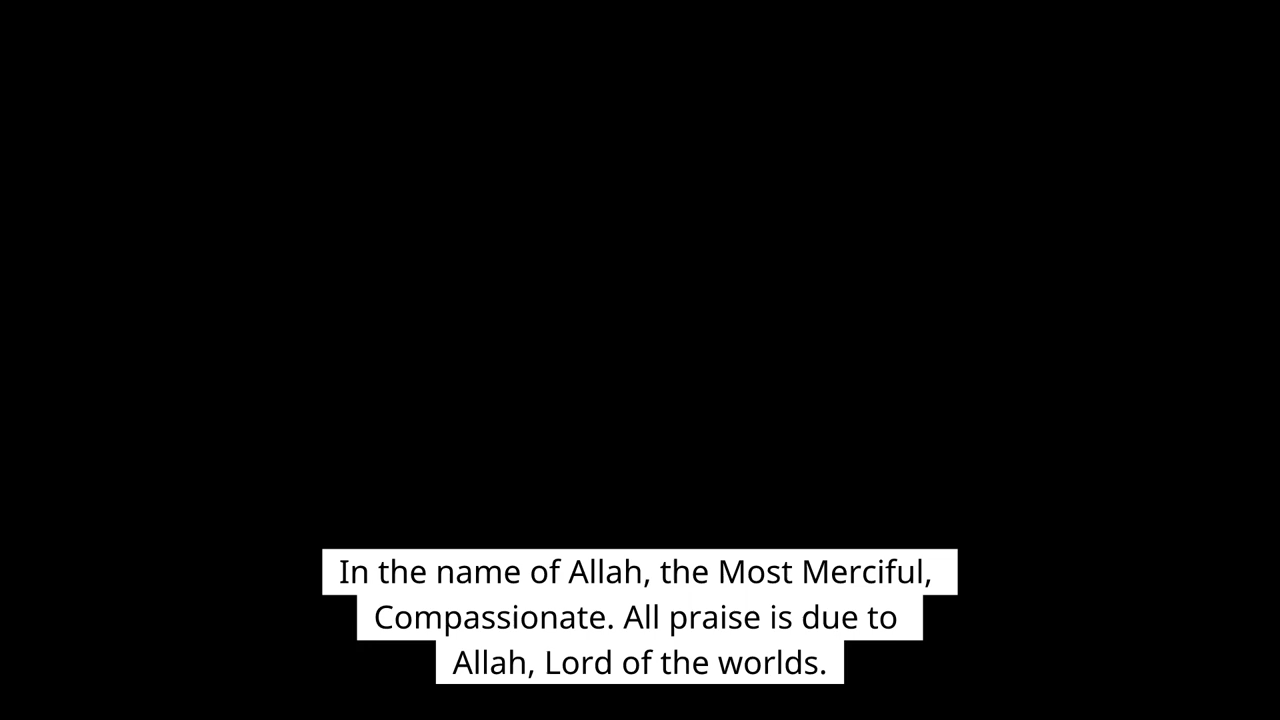 In the name of Allah, the Most Merciful,
Compassionate. All praise is due to
Allah, Lord of the worlds.